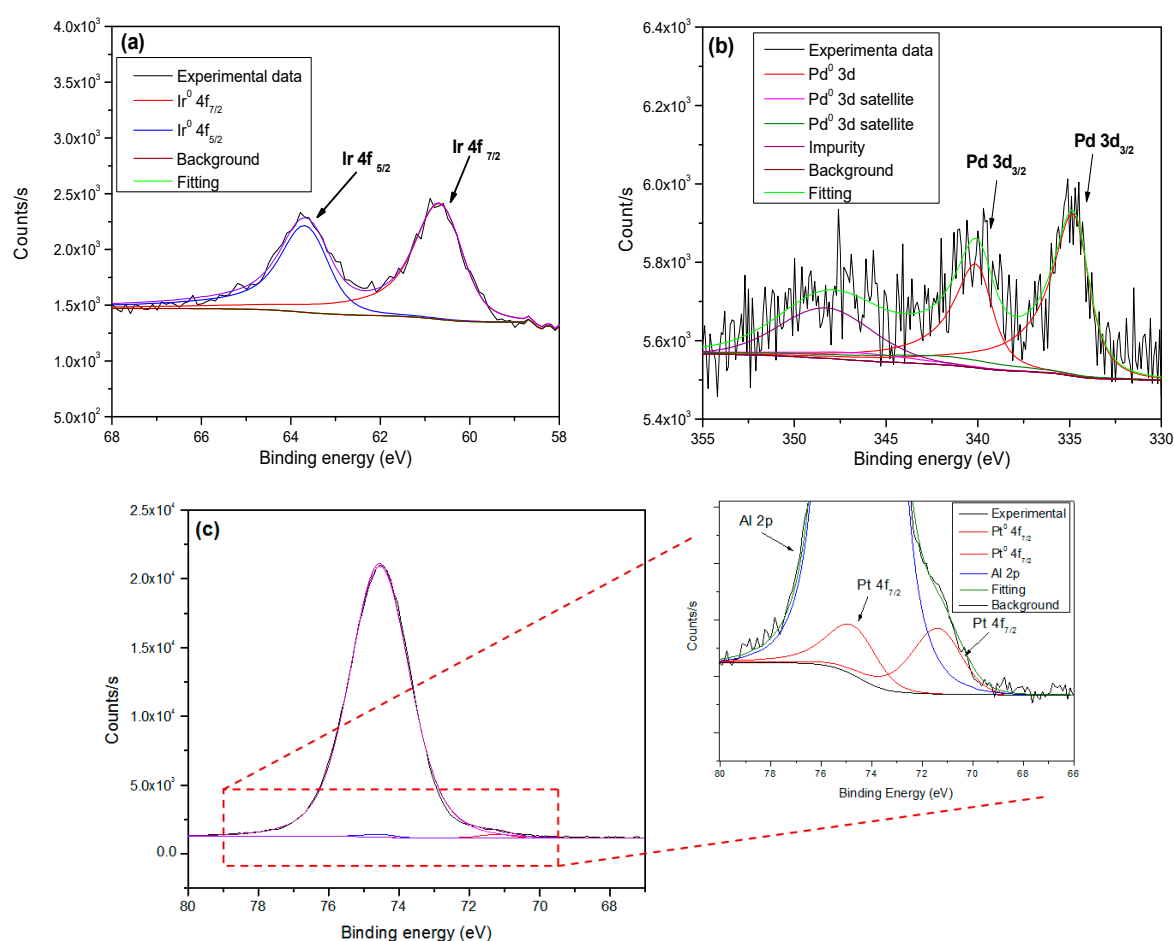 (a)
4.0x10³
3.5x10³
3.0x10³
2.5x10³
2.0x10³
1.5x10³
1.0x10³
5.0x10²
Counts/s
Experimental data
Ir⁰ 4f7/2
Ir⁰ 4f5/2
Background
Fitting
Ir 4f 5/2
Ir 4f 7/2
68 66 64 62 60 58
Binding energy (eV)
(b)
6.4x10³
6.2x10³
6.0x10³
5.8x10³
5.6x10³
5.4x10³
Count/s
Experimenta data
Pd⁰ 3d
Pd⁰ 3d satellite
Pd⁰ 3d satellite
Impurity
Background
Fitting
Pd 3d3/2
Pd 3d3/2
355 350 345 340 335 330
Binding energy (eV)
(c)
2.5x10⁴
2.0x10⁴
1.5x10⁴
1.0x10⁴
5.0x10³
0.0
Counts/s
80 78 76 74 72 70 68
Binding energy (eV)
Al 2p
Pt 4f7/2
Pt 4f7/2
Experimental
Pt⁰ 4f7/2
Pt⁰ 4f7/2
Al 2p
Fitting
Background
Counts/s
80 78 76 75 72 70 68 66
Binding Energy (eV)